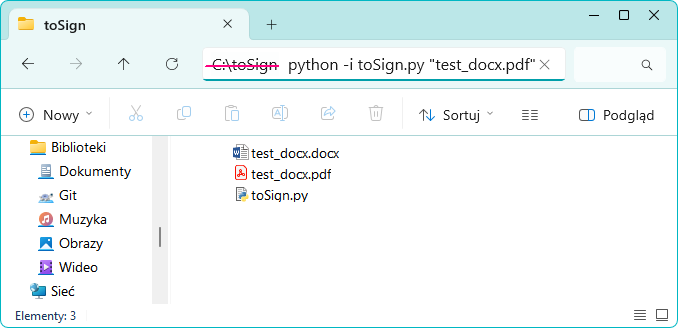 toSign
C:\toSign python -i toSign.py "test_docx.pdf"
Nowy
Sortuj
Podgląd
Biblioteki
Dokumenty
Git
Muzyka
Obrazy
Wideo
Sieć
test_docx.docx
test_docx.pdf
toSign.py
Elementy: 3